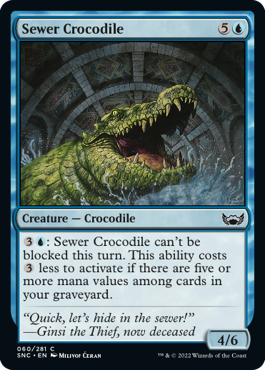 Sewer Crocodile 5
Creature — Crocodile
3 : Sewer Crocodile can't be
blocked this turn. This ability costs
3 less to activate if there are five or
more mana values among cards in
your graveyard.
"Quick, let's hide in the sewer!"
—Ginsi the Thief, now deceased
4/6
060/281 C
SNC • EN Milivoj Ćeran
™ & © 2022 Wizards of the Coast